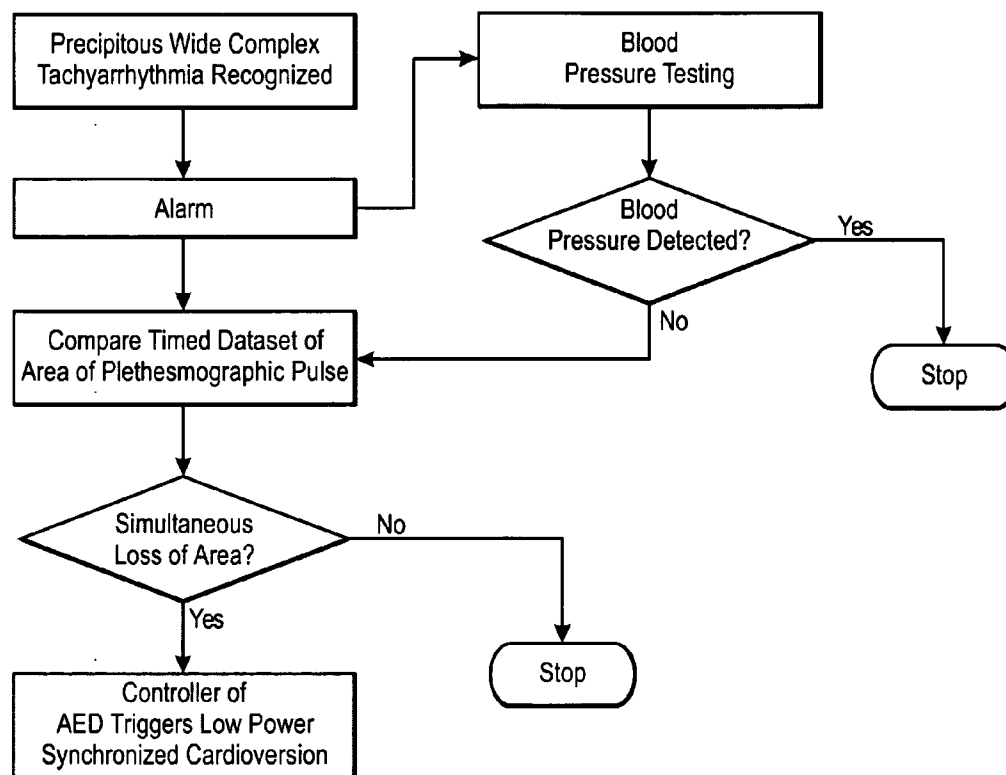 Precipitous Wide Complex
Tachyarrhythmia Recognized
Blood
Pressure Testing
Alarm
Blood
Pressure Detected?
Yes
No
Compare Timed Dataset of
Area of Plethesmographic Pulse
Stop
Simultaneous
Loss of Area?
No
Yes
Stop
Controller of
AED Triggers Low Power
Synchronized Cardioversion